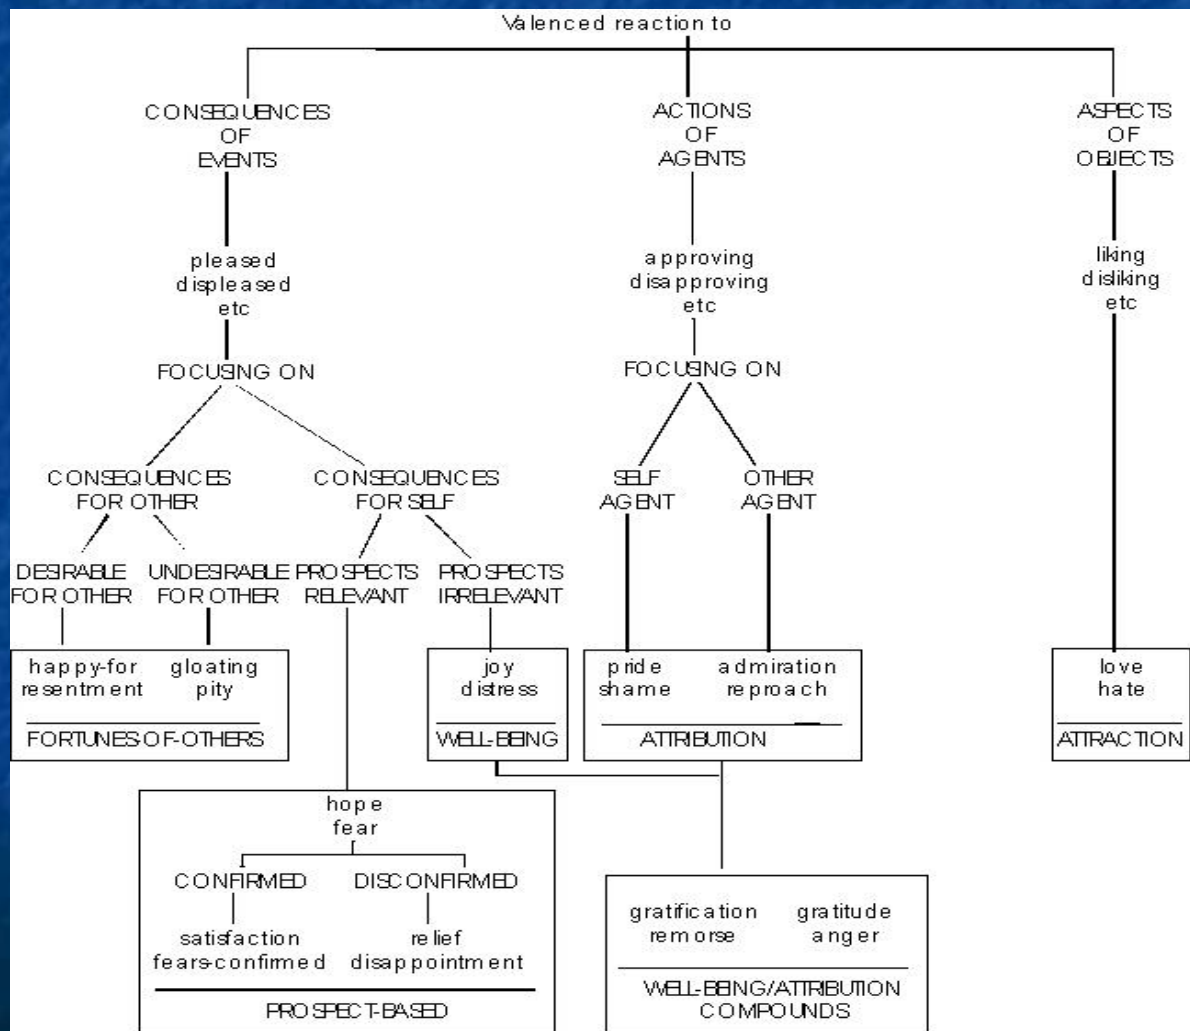 Valenced reaction to
CONSEQUENCES
OF
EVENTS
ACTIONS
OF
AGENTS
ASPECTS
OF
OBJECTS
pleased
displeased
etc
approving
disapproving
etc
liking
disliking
etc
FOCUSING ON
FOCUSING ON
CONSEQUENCES
FOR OTHER
CONSEQUENCES
FOR SELF
SELF
AGENT
OTHER
AGENT
DESIRABLE
FOR OTHER
UNDESIRABLE
FOR OTHER
PROSPECTS
RELEVANT
PROSPECTS
IRRELEVANT
happy-for
resentment
gloating
pity
FORTUNES-OF-OTHERS
joy
distress
WELL-BEING
pride
shame
admiration
reproach
ATTRIBUTION
love
hate
ATTRACTION
hope
fear
CONFIRMED
DISCONFIRMED
satisfaction
fears-confirmed
relief
disappointment
PROSPECT-BASED
gratification
remorse
gratitude
anger
WELL-BEING/ATTRIBUTION
COMPOUNDS